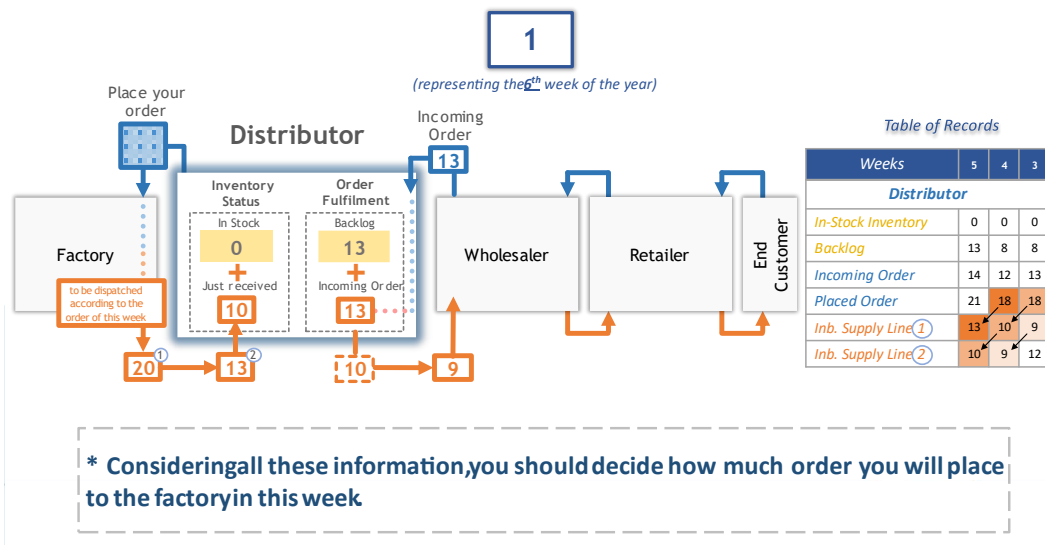 1
(representing the6th week of the year)
Place your
order
Distributor
Incoming
Order
13
Inventory
Status
Order
Fulfilment
In Stock
0
Just received
10
Backlog
13
Incoming Order
13
Factory
to be dispatched
according to the
order of this week
20
1
13
2
10
9
Wholesaler
Retailer
End
Customer
Table of Records
Weeks 5 4 3
Distributor
In-Stock Inventory 0 0 0
Backlog 13 8 8
Incoming Order 14 12 13
Placed Order 21 18 18
Inb. Supply Line 1 13 10 9
Inb. Supply Line 2 10 9 12
* Consideringall these information,you should decide how much order you will place
to the factoryin this week.